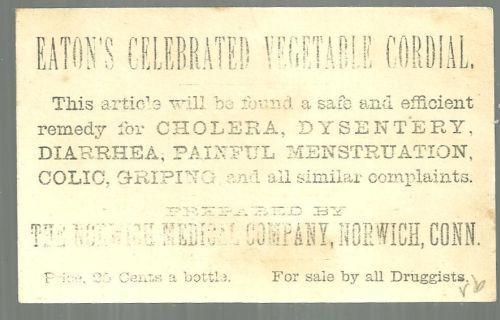 EATON'S CELEBRATED VEGETABLE CORDIAL.
This article will be found a safe and efficient
remedy for CHOLERA, DYSENTERY,
DIARRHEA, PAINFUL MENSTRUATION,
COLIC, GRIPING and all similar complaints.
PREPARED BY
THE NORWICH MEDICAL COMPANY, NORWICH, CONN.
Price, 25 Cents a bottle. For sale by all Druggists.